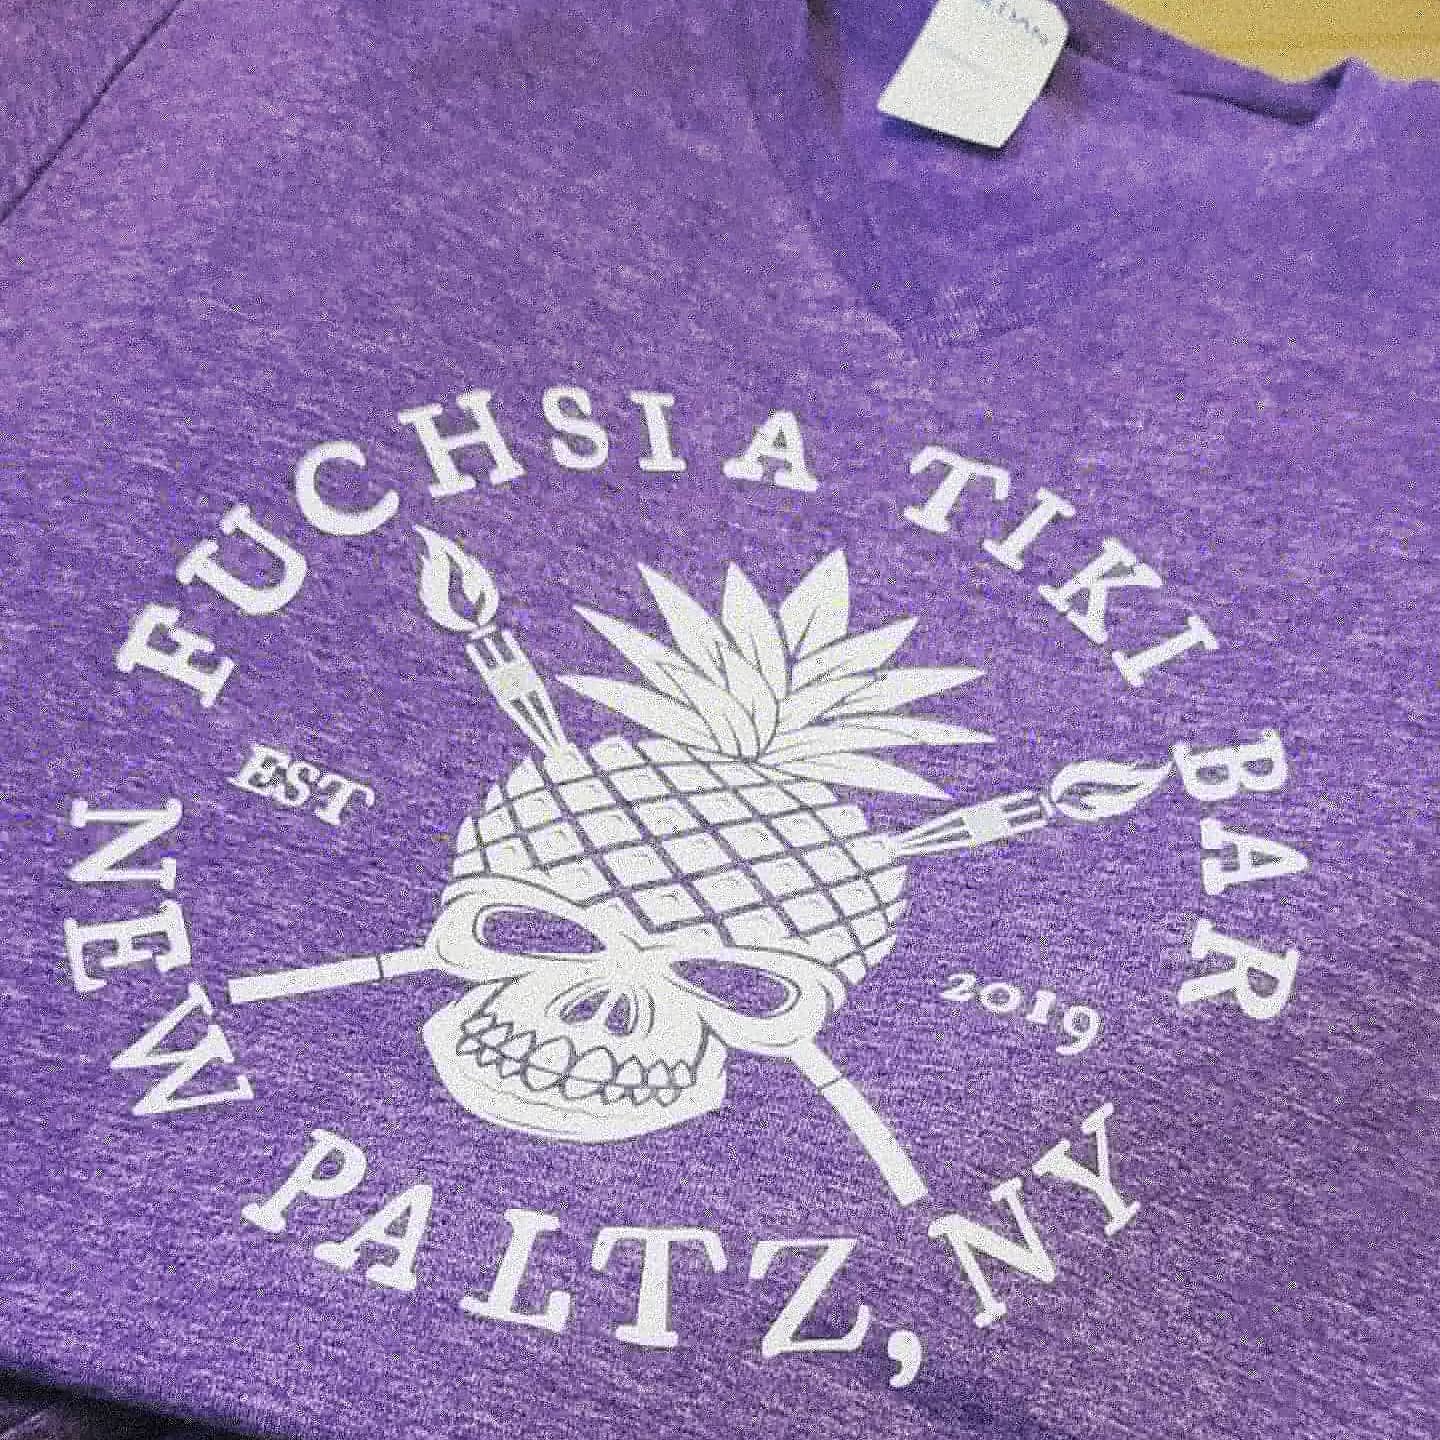 FUCHSIA TIKI BAR
EST
2019
NEW PALTZ, NY